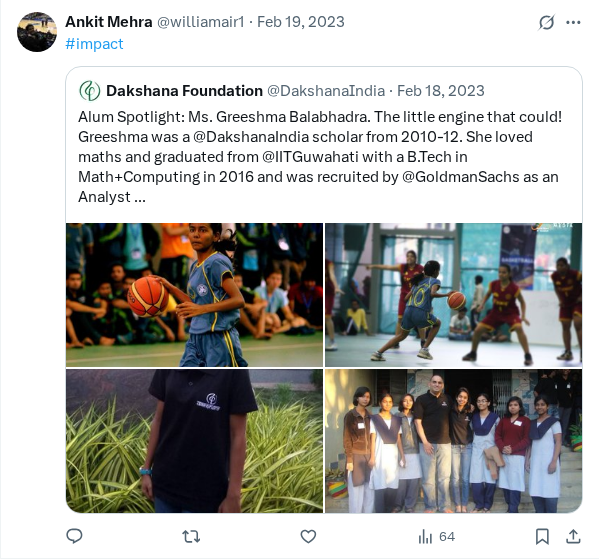 Ankit Mehra @williamair1 · Feb 19, 2023
#impact
Dakshana Foundation @DakshanaIndia · Feb 18, 2023
Alum Spotlight: Ms. Greeshma Balabhadra. The little engine that could!
Greeshma was a @DakshanaIndia scholar from 2010-12. She loved
maths and graduated from @IITGuwahati with a B.Tech in
Math+Computing in 2016 and was recruited by @GoldmanSachs as an
Analyst ...
64